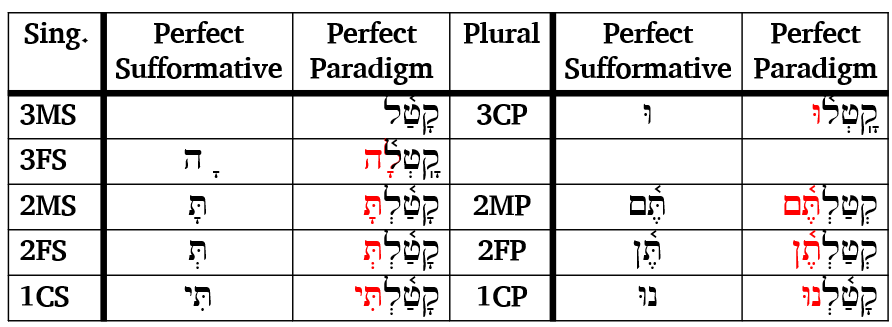 Sing. Perfect Sufformative Perfect Paradigm Plural Perfect Sufformative Perfect Paradigm
3MS קָטַ֫ל 3CP וּ קָֽטְל֫וּ
3FS ָ ה קָֽטְלָ֫ה
2MS תָּ קָטַ֫לְתָּ 2MP תֶּ֫ם קְטַלְתֶּ֫ם
2FS תְּ קָטַ֫לְתְּ 2FP תֶּ֫ן קְטַלְתֶ֫ן
1CS תִּי קָטַ֫לְתִּי 1CP נוּ קָטַ֫לְנוּ